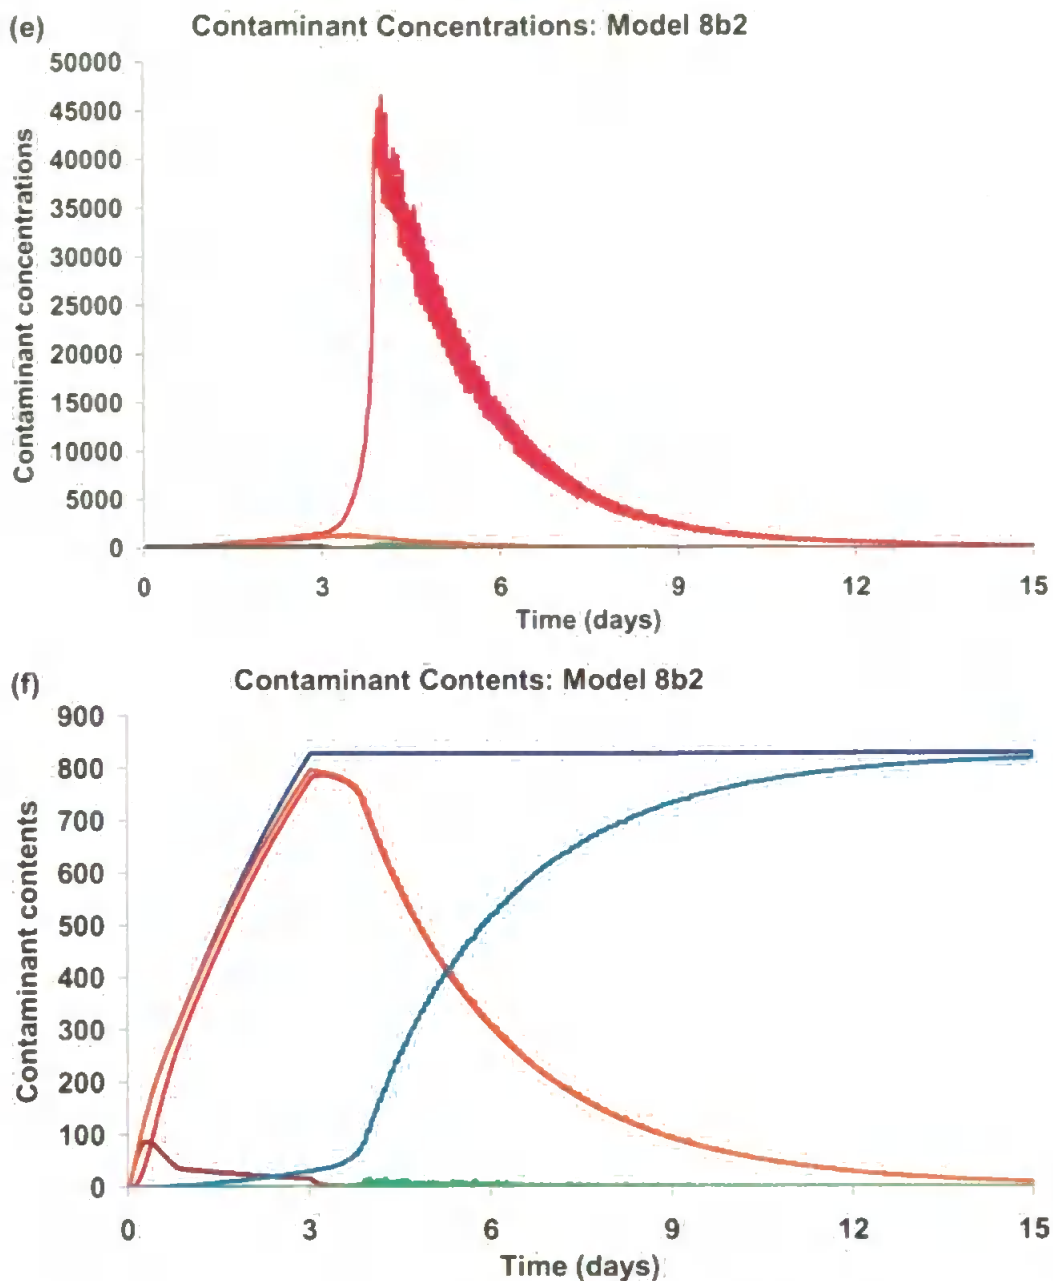 (e) Contaminant Concentrations: Model 8b2
Contaminant concentrations
50000
45000
40000
35000
30000
25000
20000
15000
10000
5000
0
0 3 6 9 12 15
Time (days)
(f) Contaminant Contents: Model 8b2
Contaminant contents
900
800
700
600
500
400
300
200
100
0
0 3 6 9 12 15
Time (days)